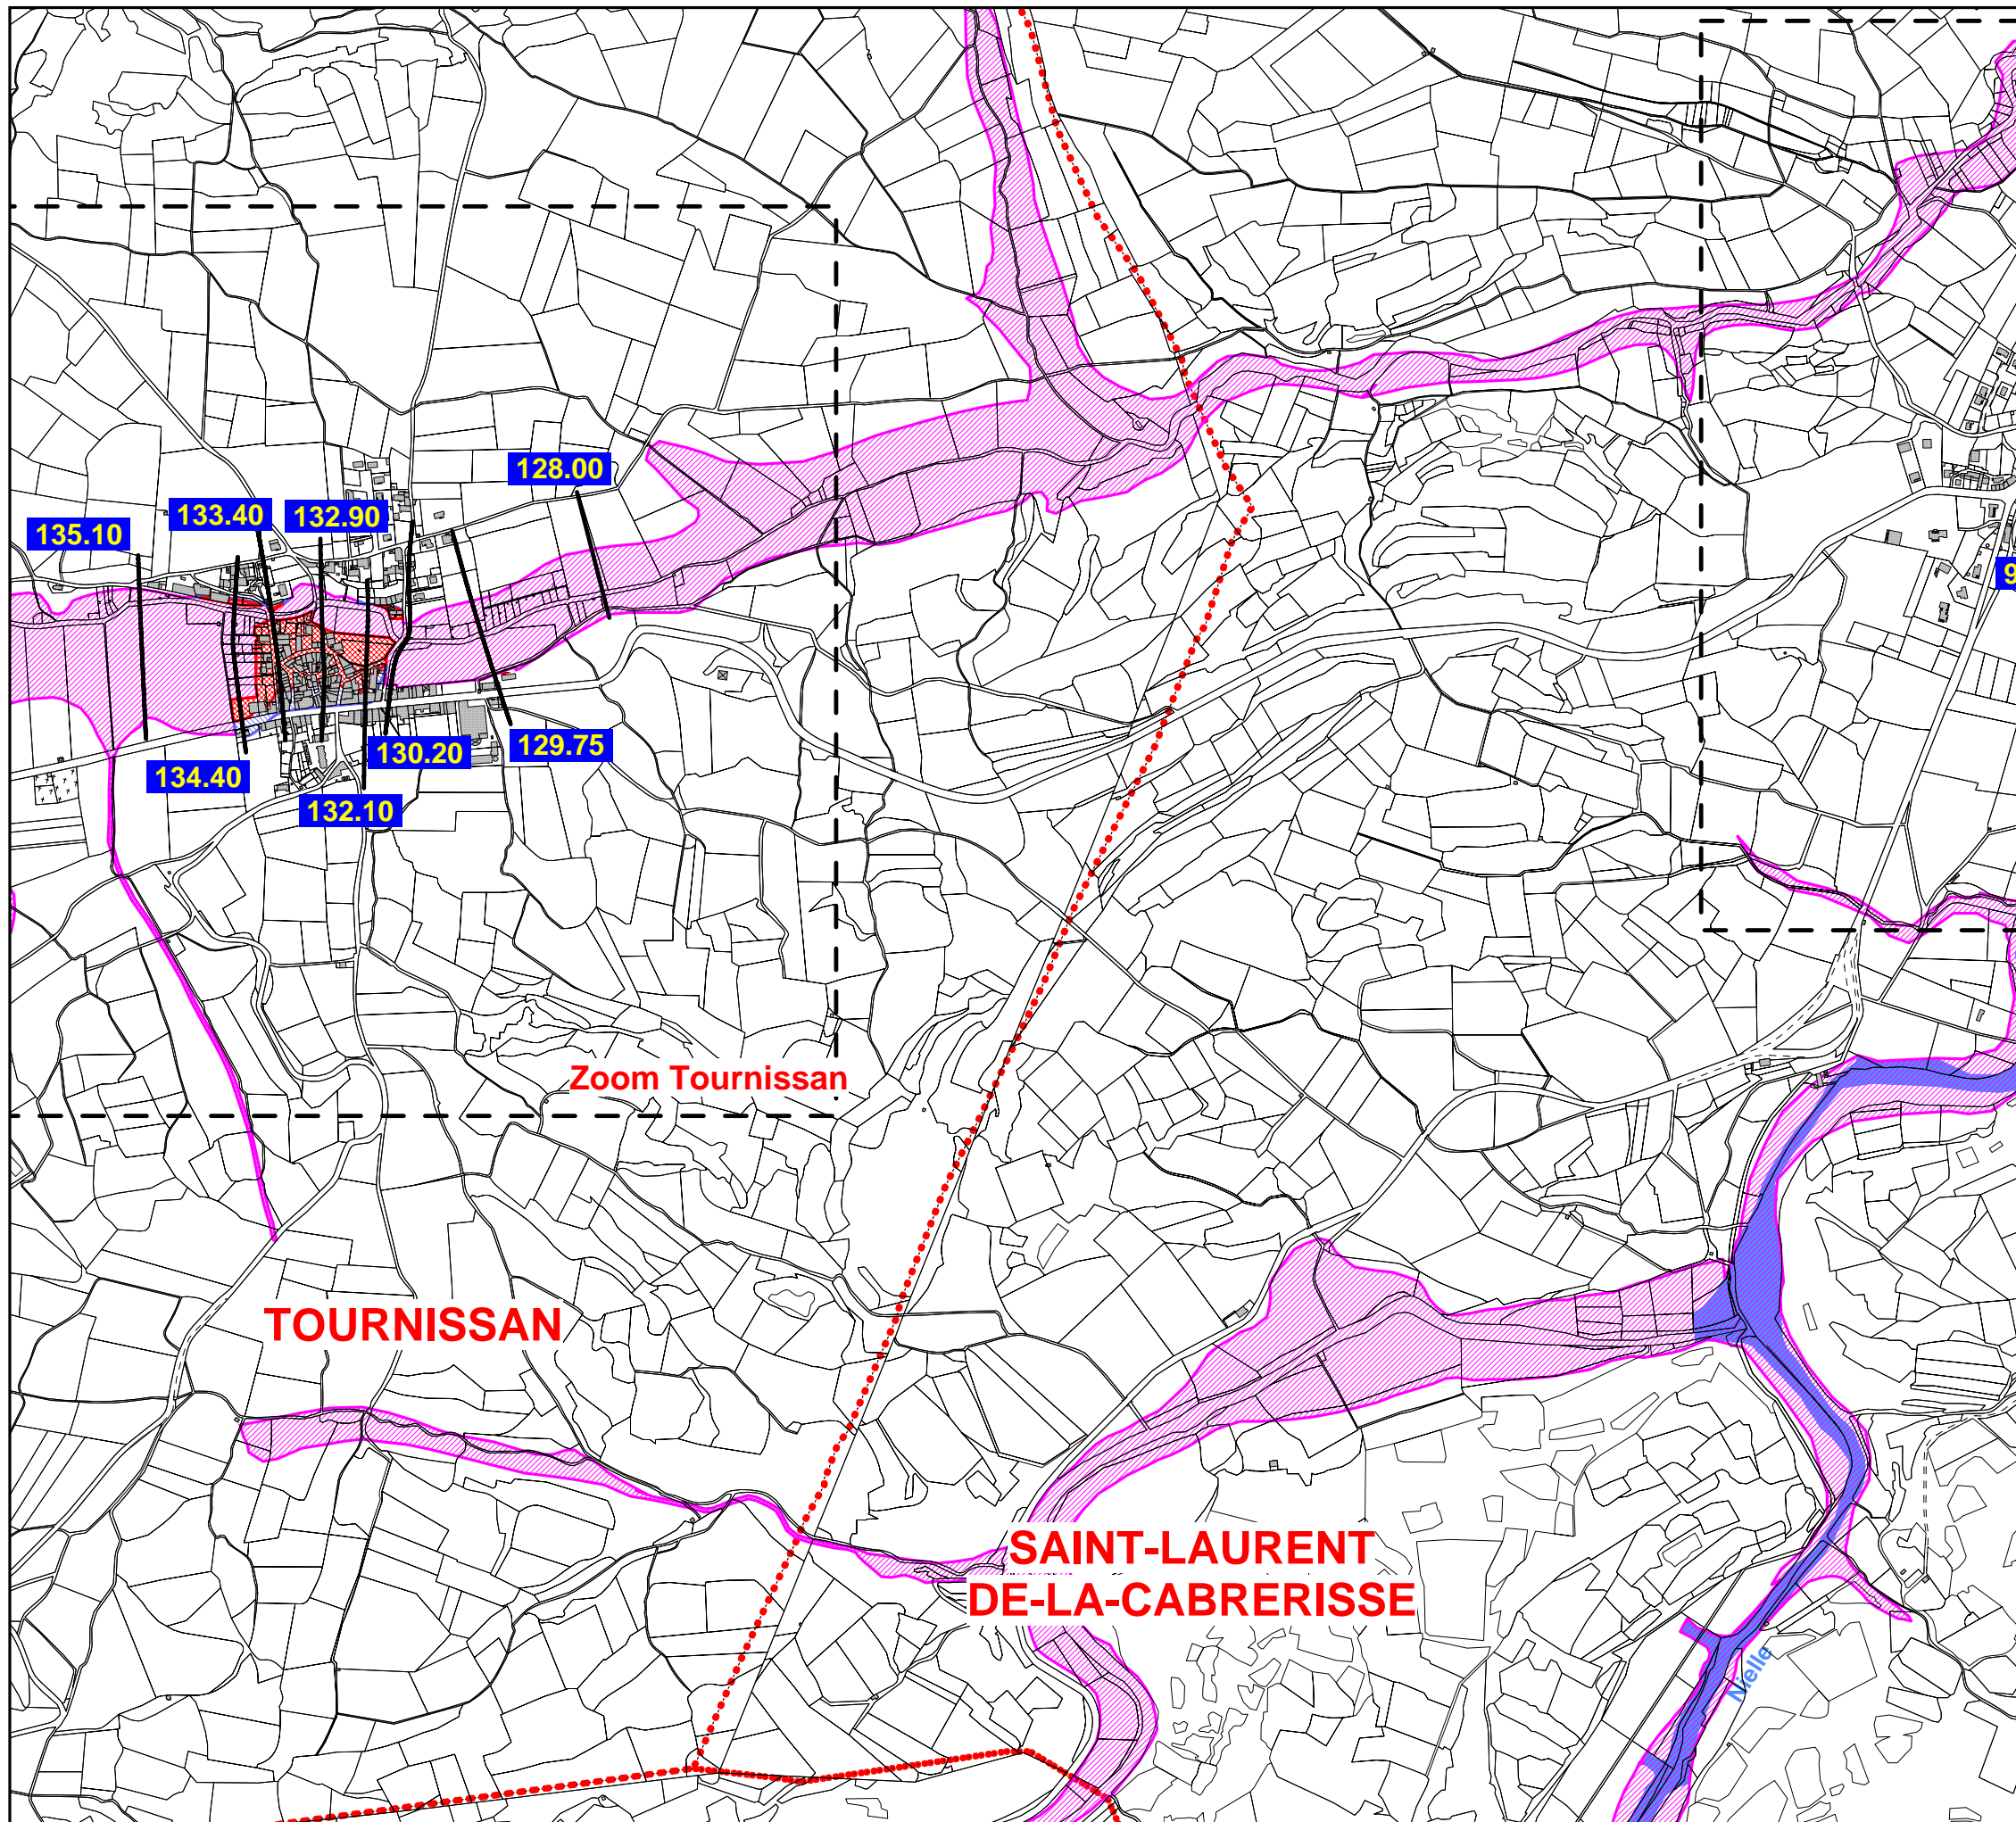 128.00
133.40
132.90
135.10
129.75
130.20
134.40
132.10
9
Zoom Tournissan
TOURNISSAN
SAINT-LAURENT
DE-LA-CABRERISSE
Nielle